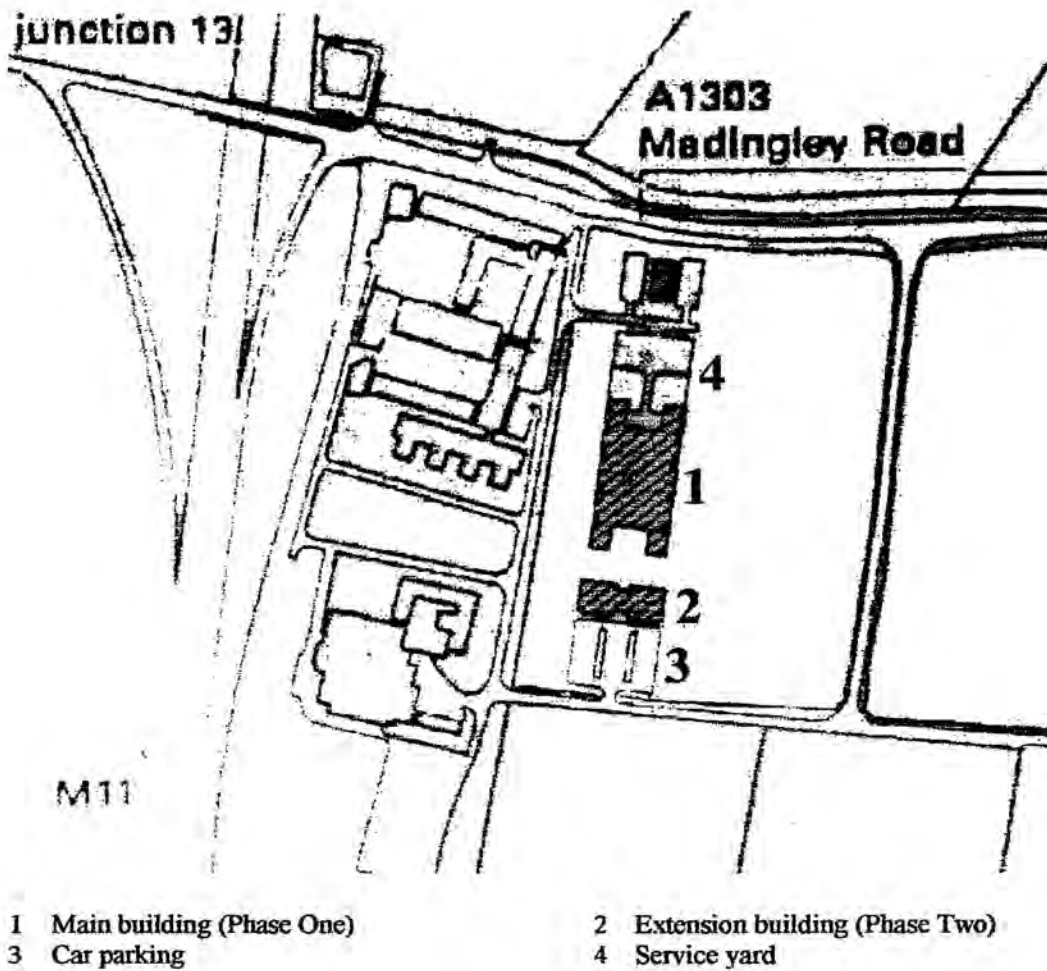 junction 13
A1303
Madingley Road
4
1
2
3
M11
1 Main building (Phase One)
2 Extension building (Phase Two)
3 Car parking
4 Service yard